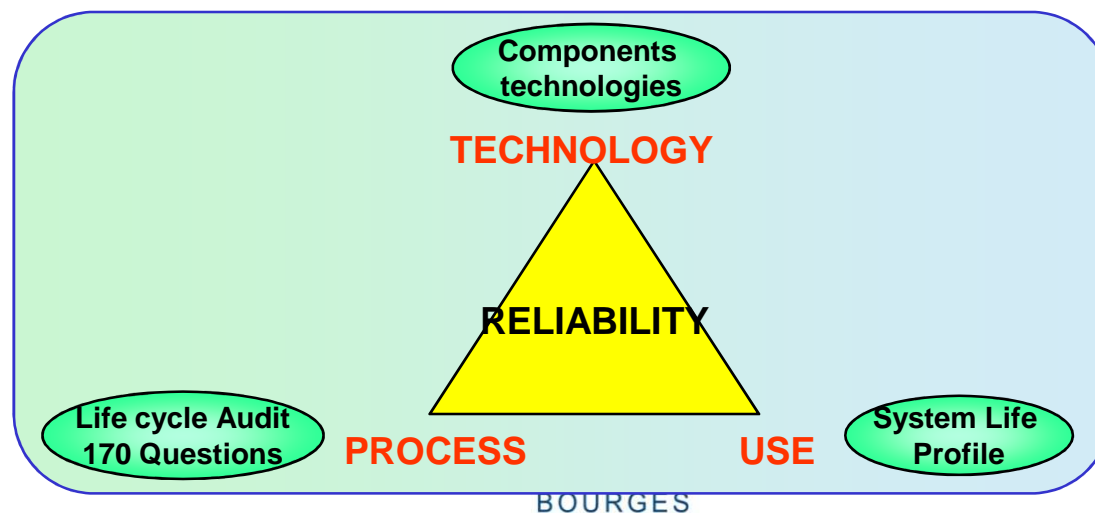 Components
technologies
TECHNOLOGY
RELIABILITY
Life cycle Audit
170 Questions
PROCESS
USE
System Life
Profile
BOURGES